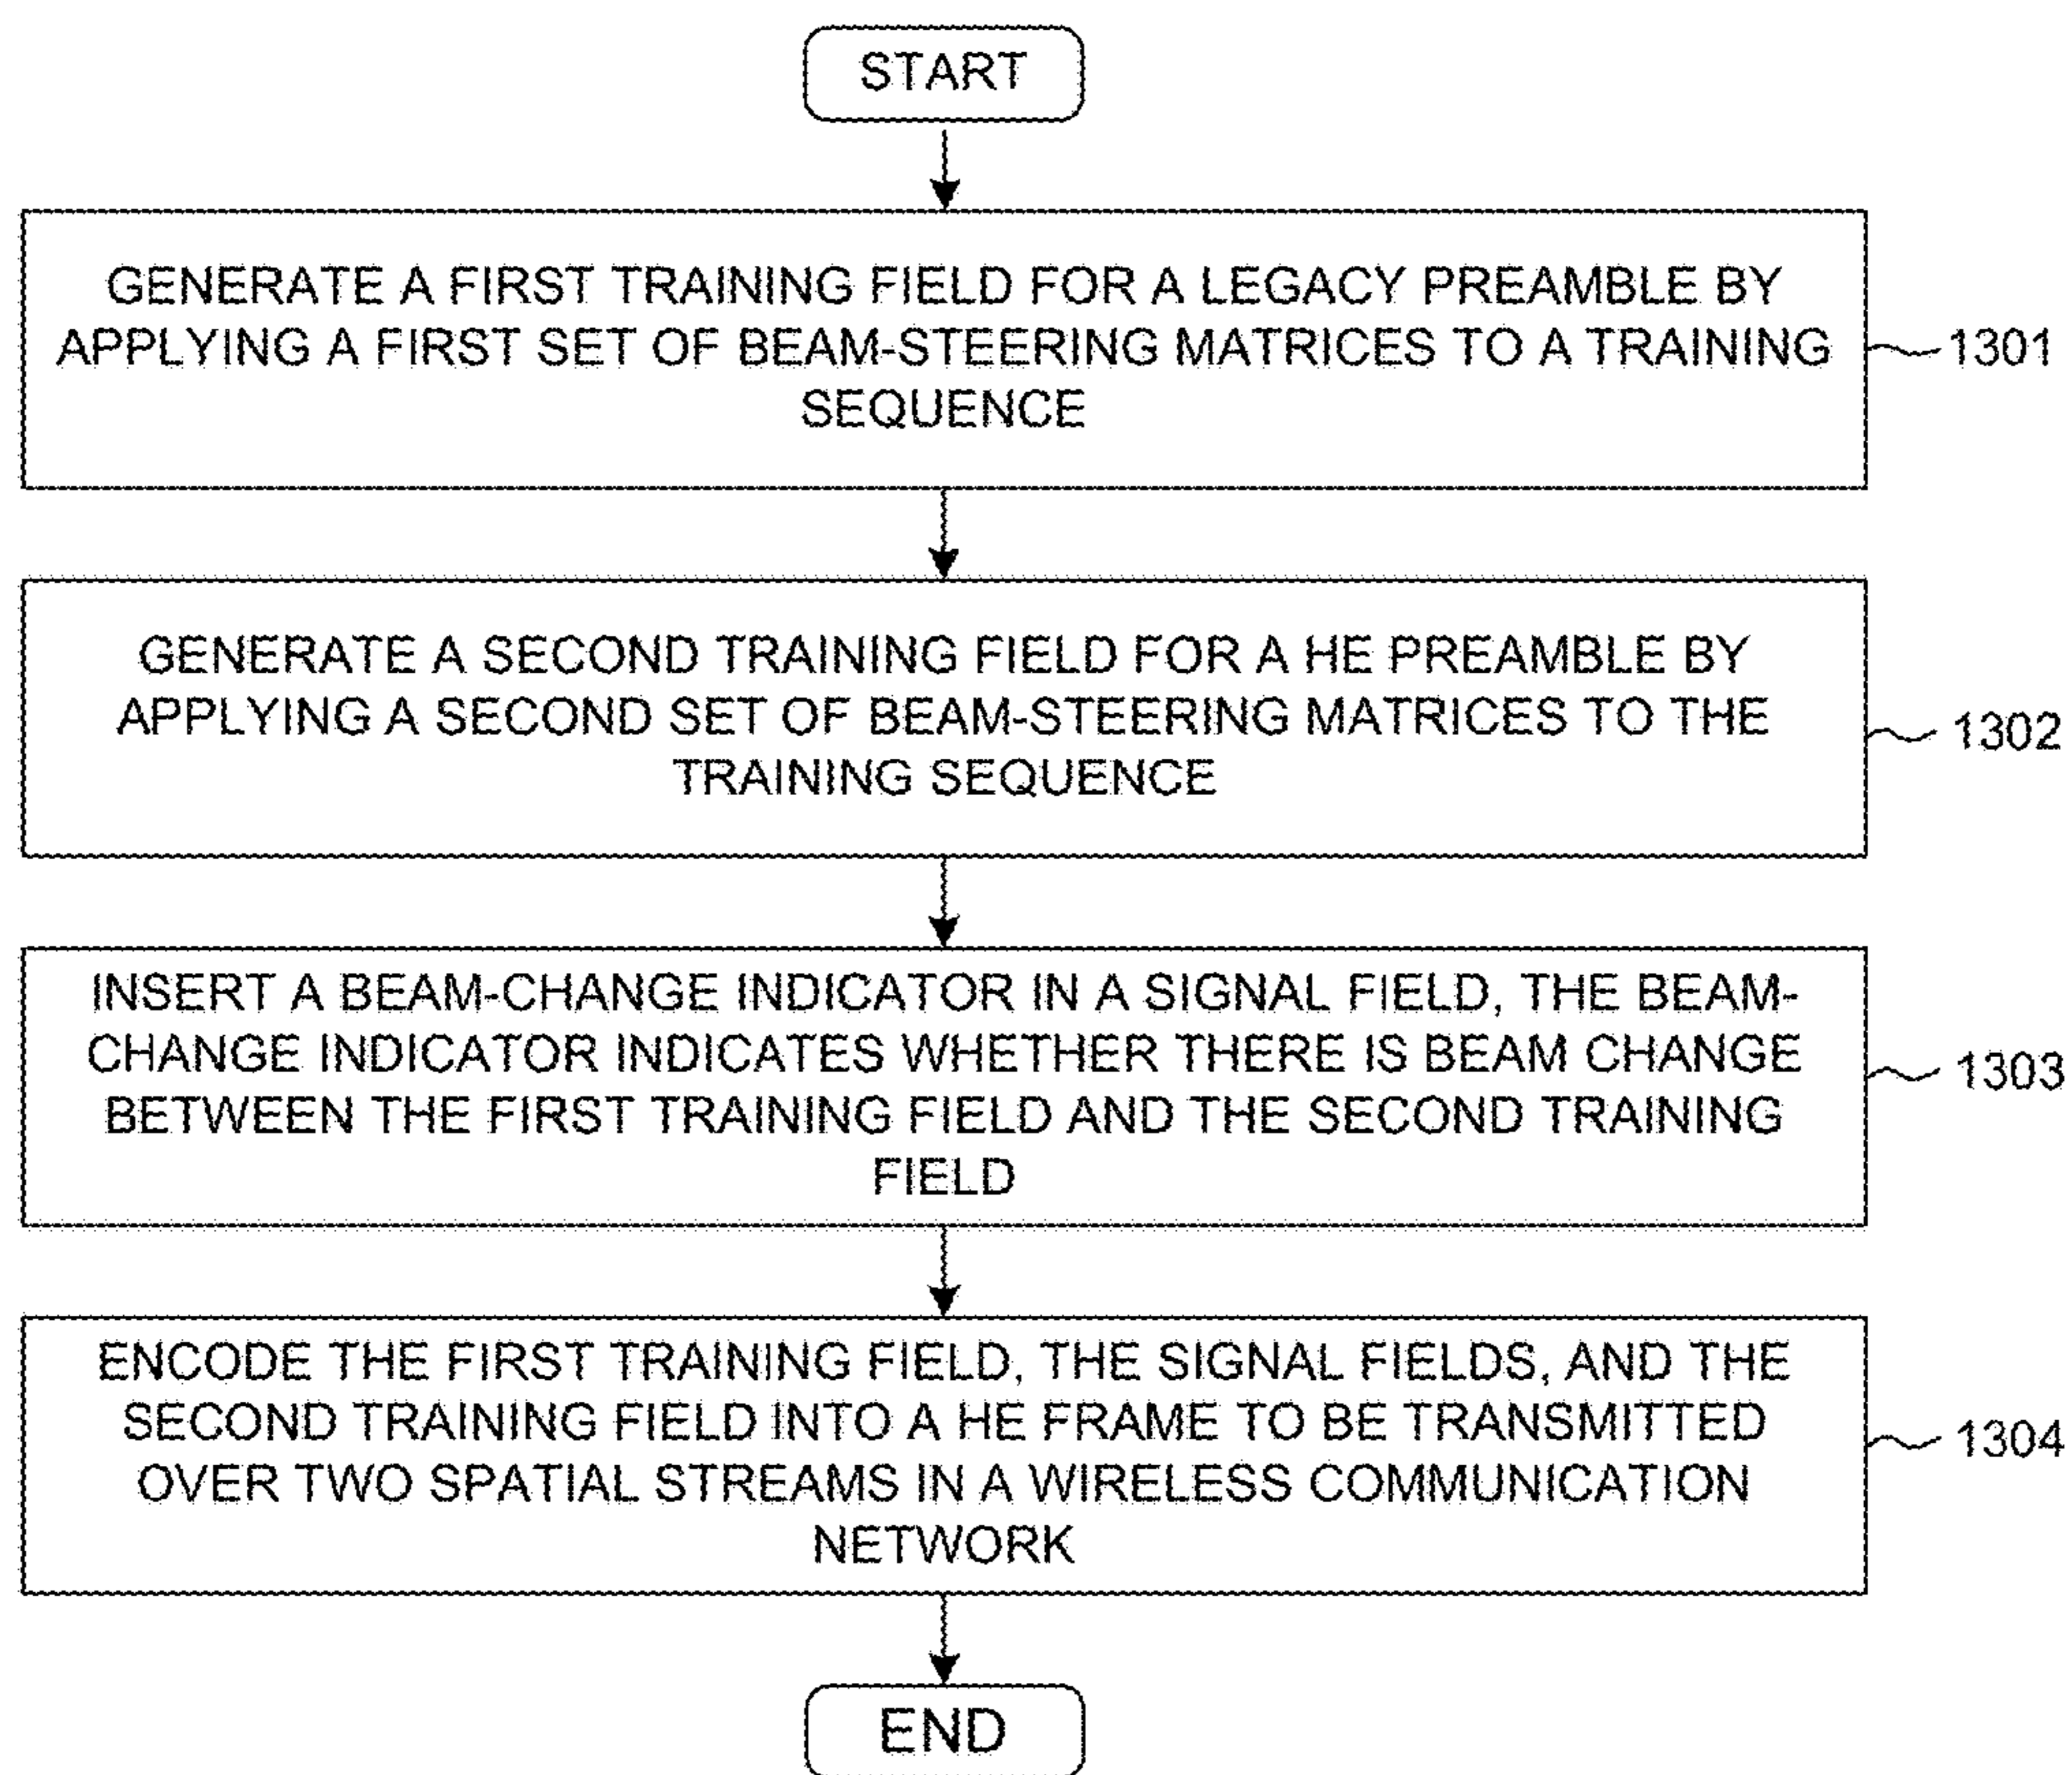 START
GENERATE A FIRST TRAINING FIELD FOR A LEGACY PREAMBLE BY
APPLYING A FIRST SET OF BEAM-STEERING MATRICES TO A TRAINING
SEQUENCE
1301
GENERATE A SECOND TRAINING FIELD FOR A HE PREAMBLE BY
APPLYING A SECOND SET OF BEAM-STEERING MATRICES TO THE
TRAINING SEQUENCE
1302
INSERT A BEAM-CHANGE INDICATOR IN A SIGNAL FIELD, THE BEAM-
CHANGE INDICATOR INDICATES WHETHER THERE IS BEAM CHANGE
BETWEEN THE FIRST TRAINING FIELD AND THE SECOND TRAINING
FIELD
1303
ENCODE THE FIRST TRAINING FIELD, THE SIGNAL FIELDS, AND THE
SECOND TRAINING FIELD INTO A HE FRAME TO BE TRANSMITTED
OVER TWO SPATIAL STREAMS IN A WIRELESS COMMUNICATION
NETWORK
1304
END